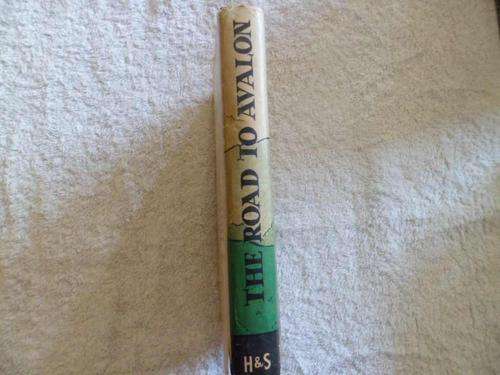 THE ROAD TO AVALON
H&S